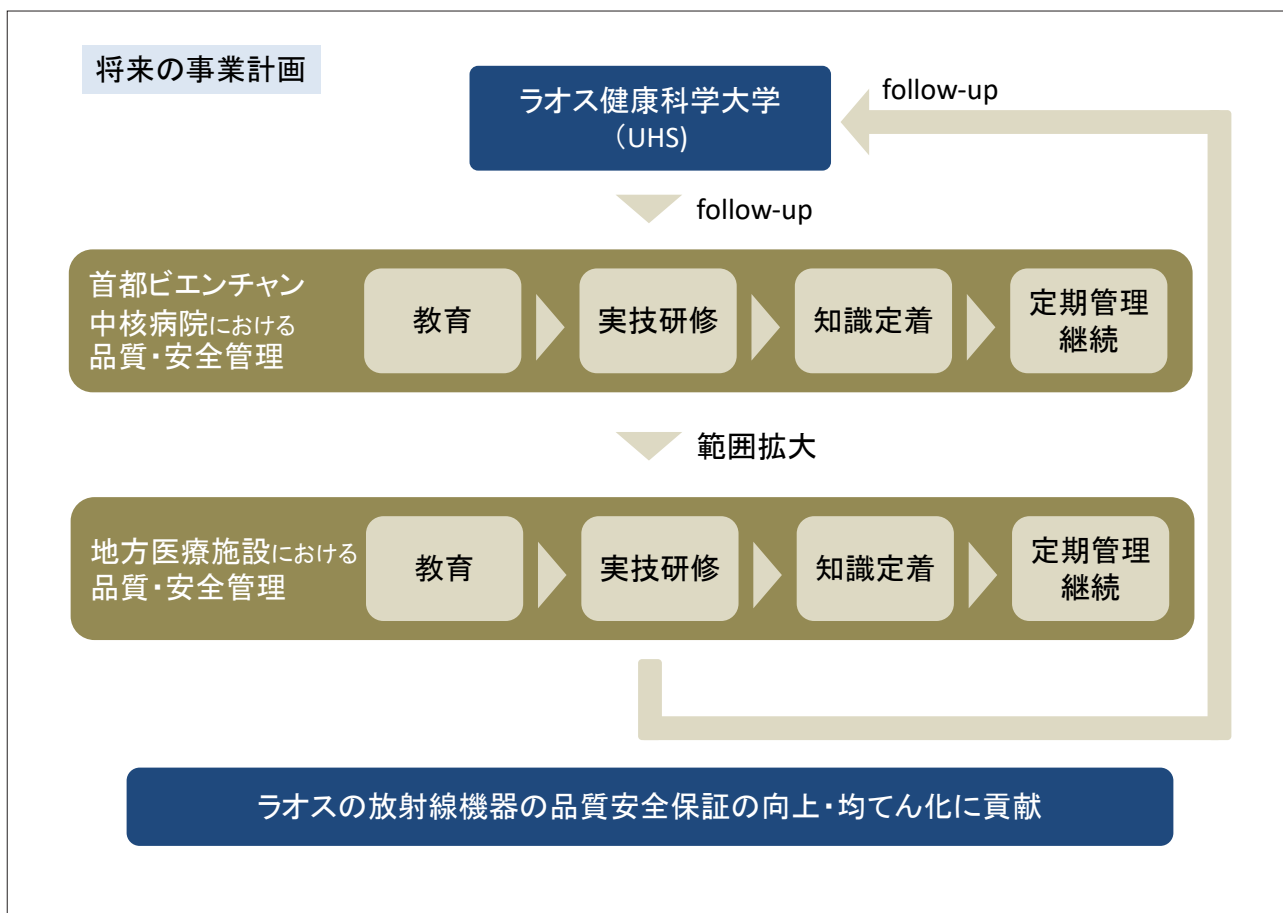 将来の事業計画
ラオス健康科学大学
（UHS)
follow-up
follow-up
首都ビエンチャン
中核病院における
品質・安全管理
教育
実技研修
知識定着
定期管理
継続
範囲拡大
地方医療施設における
品質・安全管理
教育
実技研修
知識定着
定期管理
継続
ラオスの放射線機器の品質安全保証の向上・均てん化に貢献